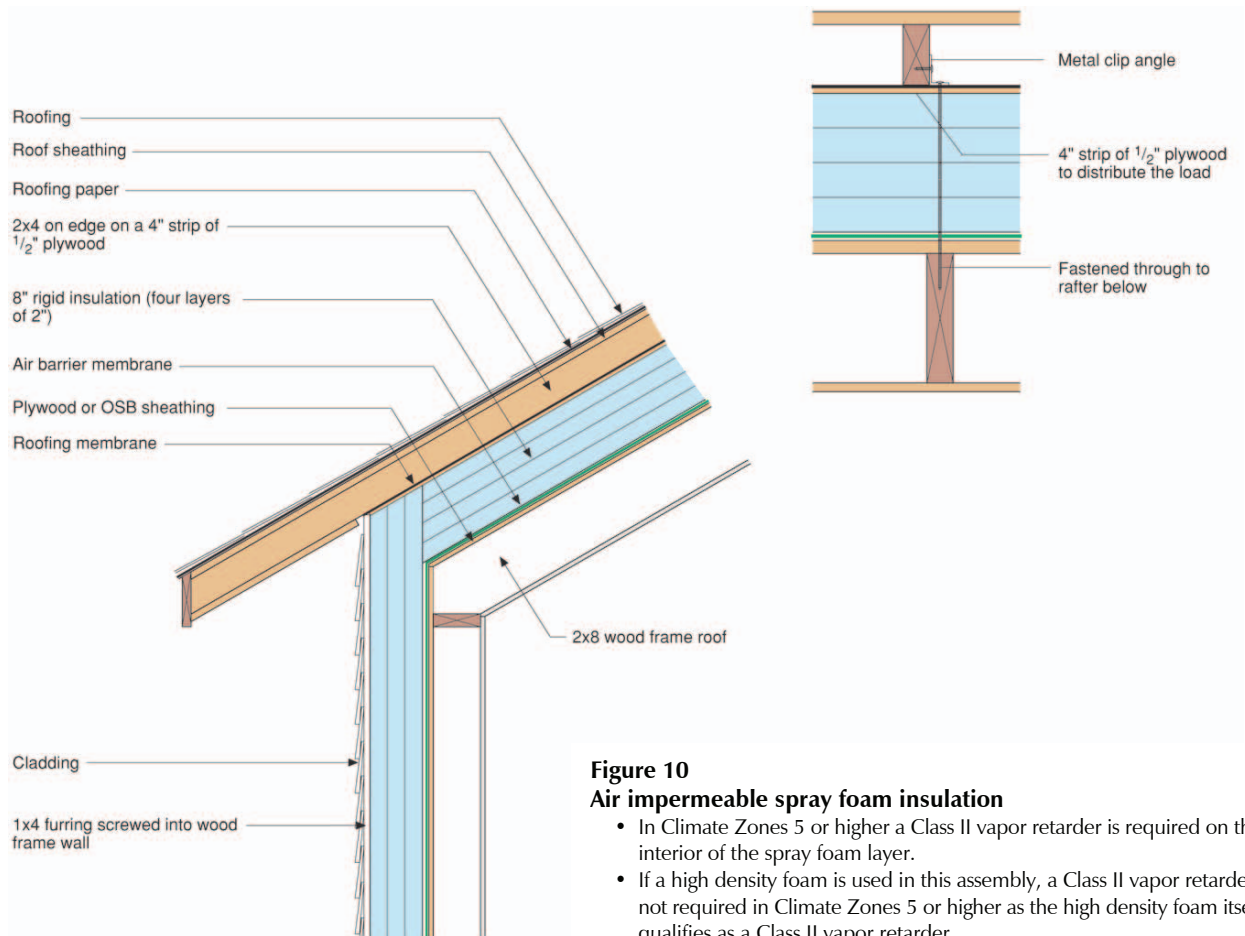 Roofing
Roof sheathing
Roofing paper
2x4 on edge on a 4" strip of
1/2" plywood
8" rigid insulation (four layers
of 2")
Air barrier membrane
Plywood or OSB sheathing
Roofing membrane
2x8 wood frame roof
Cladding
1x4 furring screwed into wood
frame wall
Metal clip angle
4" strip of 1/2" plywood
to distribute the load
Fastened through to
rafter below
Figure 10
Air impermeable spray foam insulation
• In Climate Zones 5 or higher a Class II vapor retarder is required on th
interior of the spray foam layer.
• If a high density foam is used in this assembly, a Class II vapor retarde
not required in Climate Zones 5 or higher as the high density foam itse
qualifies as a Class II vapor retarder